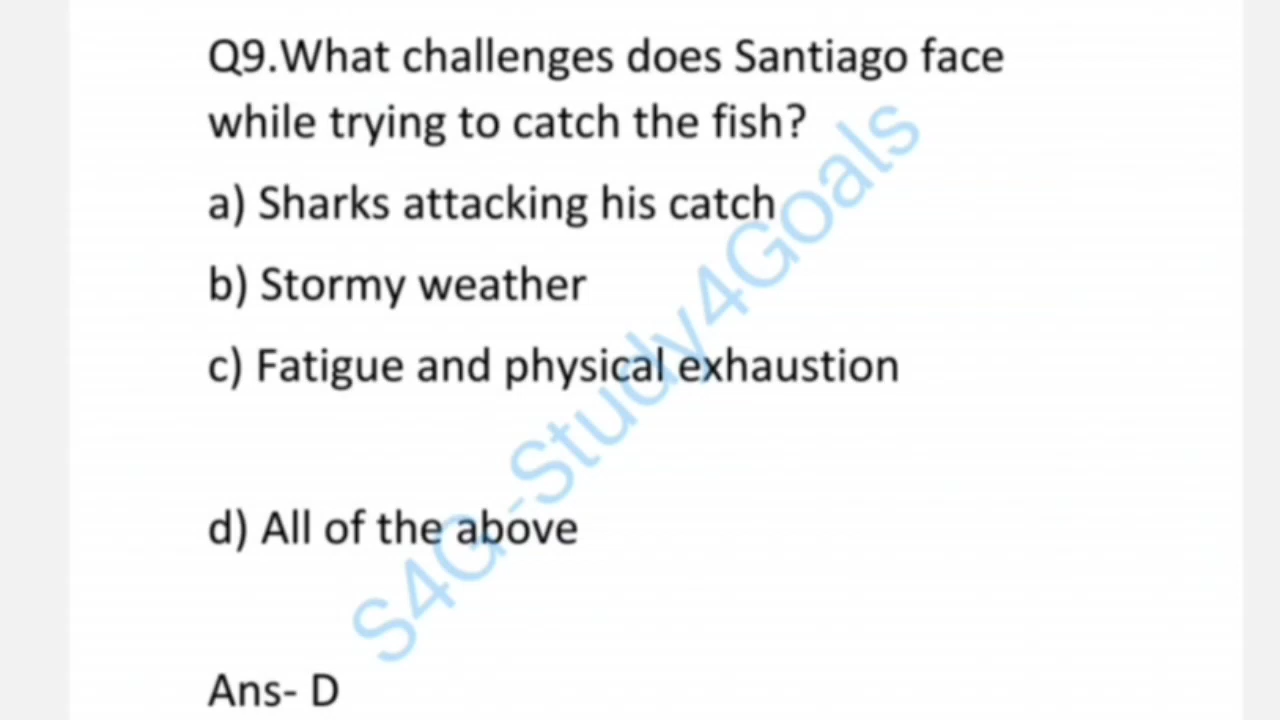 Q9.What challenges does Santiago face
while trying to catch the fish?
a) Sharks attacking his catch
b) Stormy weather
c) Fatigue and physical exhaustion
d) All of the above
Ans- D
S4G -Study4Goals